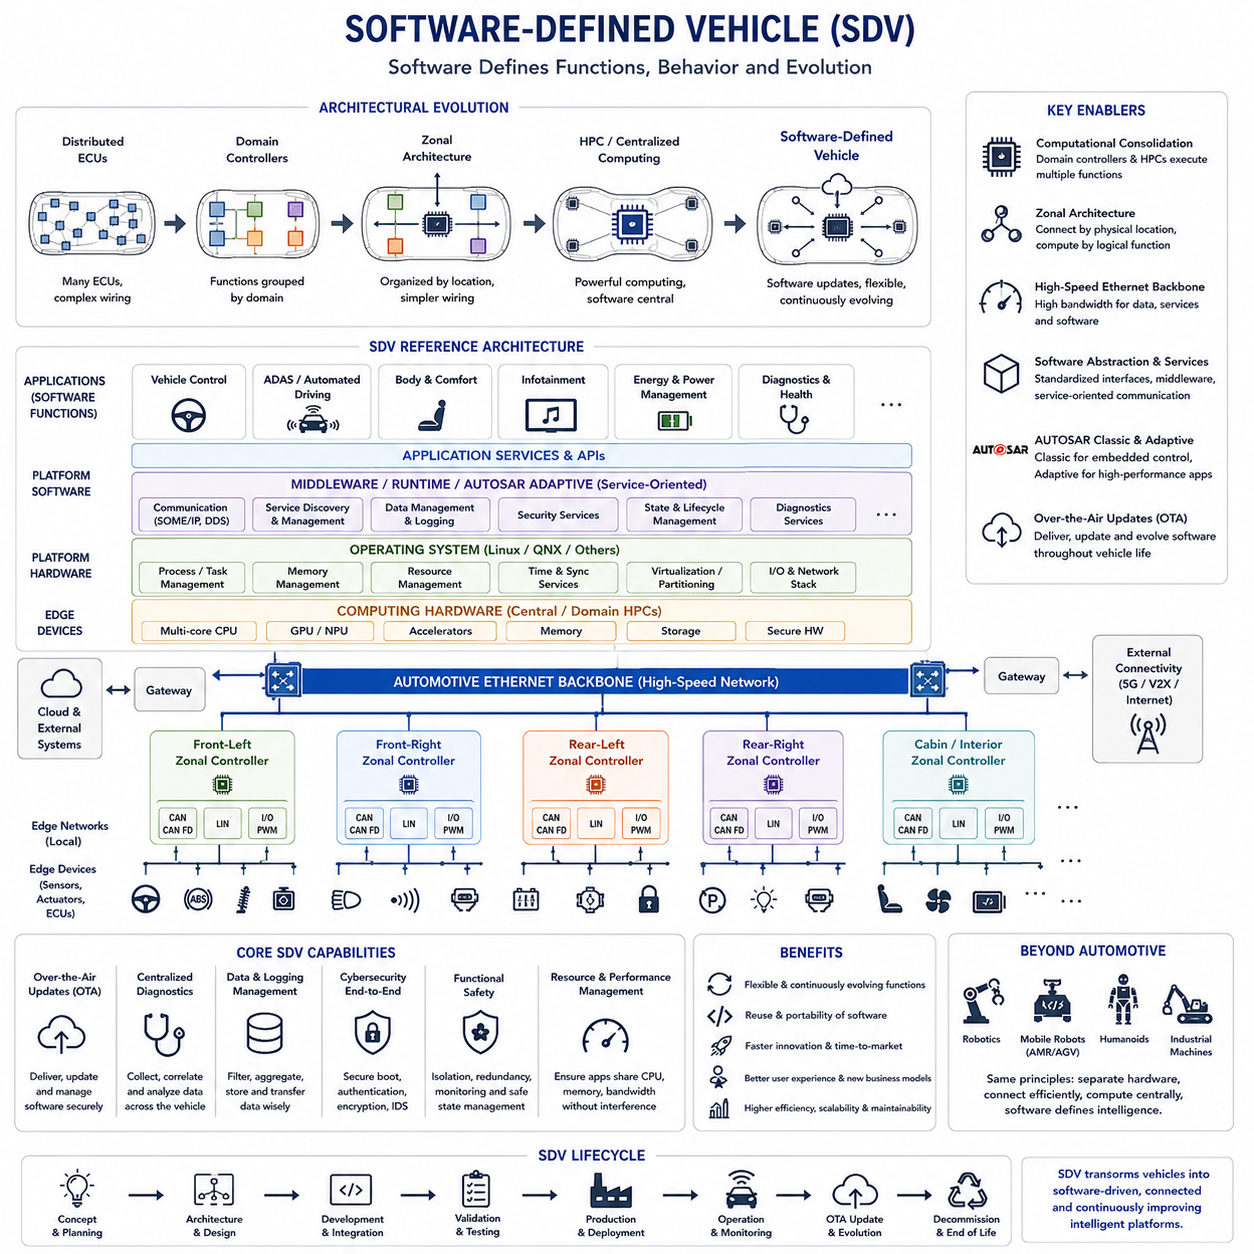 SOFTWARE-DEFINED VEHICLE (SDV)
Software Defines Functions, Behavior and Evolution
ARCHITECTURAL EVOLUTION
Distributed
ECUs
Many ECUs,
complex wiring
Domain
Controllers
Functions grouped
by domain
Zonal
Architecture
Organized by location,
simpler wiring
HPC / Centralized
Computing
Powerful computing,
software central
Software-Defined
Vehicle
Software updates, flexible,
continuously evolving
KEY ENABLERS
Computational Consolidation
Domain controllers & HPCs execute
multiple functions
Zonal Architecture
Connect by physical location,
compute by logical function
High-Speed Ethernet Backbone
High bandwidth for data, services
and software
Software Abstraction & Services
Standardized interfaces, middleware,
service-oriented communication
AUTOSAR
AUTOSAR Classic & Adaptive
Classic for embedded control,
Adaptive for high-performance apps
Over-the-Air Updates (OTA)
Deliver, update and evolve software
throughout vehicle life
SDV REFERENCE ARCHITECTURE
APPLICATIONS
(SOFTWARE
FUNCTIONS)
Vehicle Control
ADAS / Automated
Driving
Body & Comfort
Infotainment
Energy & Power
Management
Diagnostics &
Health
...
PLATFORM
SOFTWARE
APPLICATION SERVICES & APIs
MIDDLEWARE / RUNTIME / AUTOSAR ADAPTIVE (Service-Oriented)
Communication
(SOME/IP, DDS)
Service Discovery
& Management
Data Management
& Logging
Security Services
State & Lifecycle
Management
Diagnostics
Services
...
PLATFORM
HARDWARE
OPERATING SYSTEM (Linux / QNX / Others)
Process / Task
Management
Memory
Management
Resource
Management
Time & Sync
Services
Virtualization /
Partitioning
I/O & Network
Stack
EDGE
DEVICES
COMPUTING HARDWARE (Central / Domain HPCs)
Multi-core CPU
GPU / NPU
Accelerators
Memory
Storage
Secure HW
Cloud &
External
Systems
Gateway
AUTOMOTIVE ETHERNET BACKBONE (High-Speed Network)
Gateway
External
Connectivity
(5G / V2X /
Internet)
Front-Left
Zonal Controller
CAN
CAN FD
LIN
I/O
PWM
Front-Right
Zonal Controller
CAN
CAN FD
LIN
I/O
PWM
Rear-Left
Zonal Controller
CAN
CAN FD
LIN
I/O
PWM
Rear-Right
Zonal Controller
CAN
CAN FD
LIN
I/O
PWM
Cabin / Interior
Zonal Controller
CAN
CAN FD
LIN
I/O
PWM
...
Edge Networks
(Local)
...
Edge Devices
(Sensors,
Actuators,
ECUs)
ABS
P
</>
...
...
CORE SDV CAPABILITIES
Over-the-Air
Updates (OTA)
Deliver, update
and manage
software securely
Centralized
Diagnostics
Collect, correlate
and analyze data
across the vehicle
Data & Logging
Management
Filter, aggregate,
store and transfer
data wisely
Cybersecurity
End-to-End
Secure boot,
authentication,
encryption, IDS
Functional
Safety
Isolation, redundancy,
monitoring and safe
state management
Resource & Performance
Management
Ensure apps share CPU,
memory, bandwidth
without interference
BENEFITS
Flexible & continuously evolving functions
</>
Reuse & portability of software
Faster innovation & time-to-market
Better user experience & new business models
Higher efficiency, scalability & maintainability
BEYOND AUTOMOTIVE
Robotics
</>
Mobile Robots
(AMR/AGV)
Humanoids
Industrial
Machines
Same principles: separate hardware,
connect efficiently, compute centrally,
software defines intelligence.
SDV LIFECYCLE
Concept
& Planning
Architecture
& Design
</>
Development
& Integration
Validation
& Testing
Production
& Deployment
Operation
& Monitoring
OTA Update
& Evolution
Decommission
& End of Life
SDV transforms vehicles into
software-driven, connected
and continuously improving
intelligent platforms.